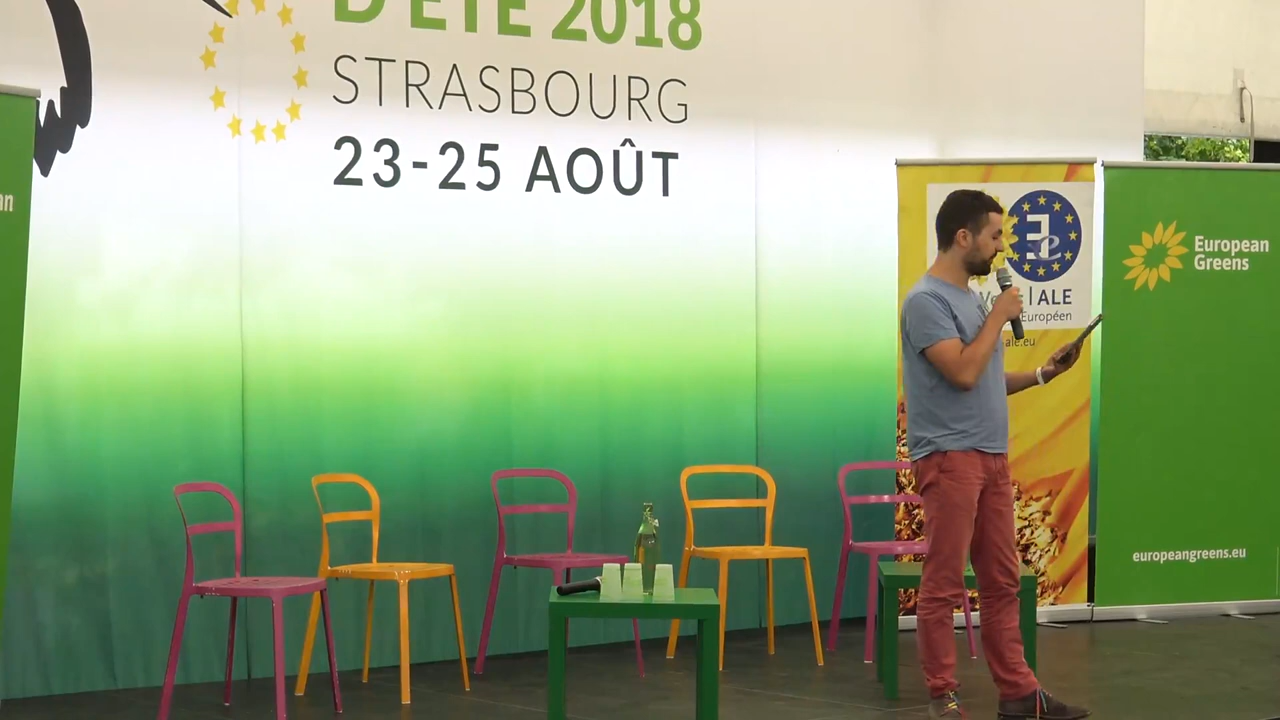 D'ÉTÉ 2018
STRASBOURG
23-25 AOÛT
ALE
Européen
ale.eu
European
Greens
europeangreens.eu